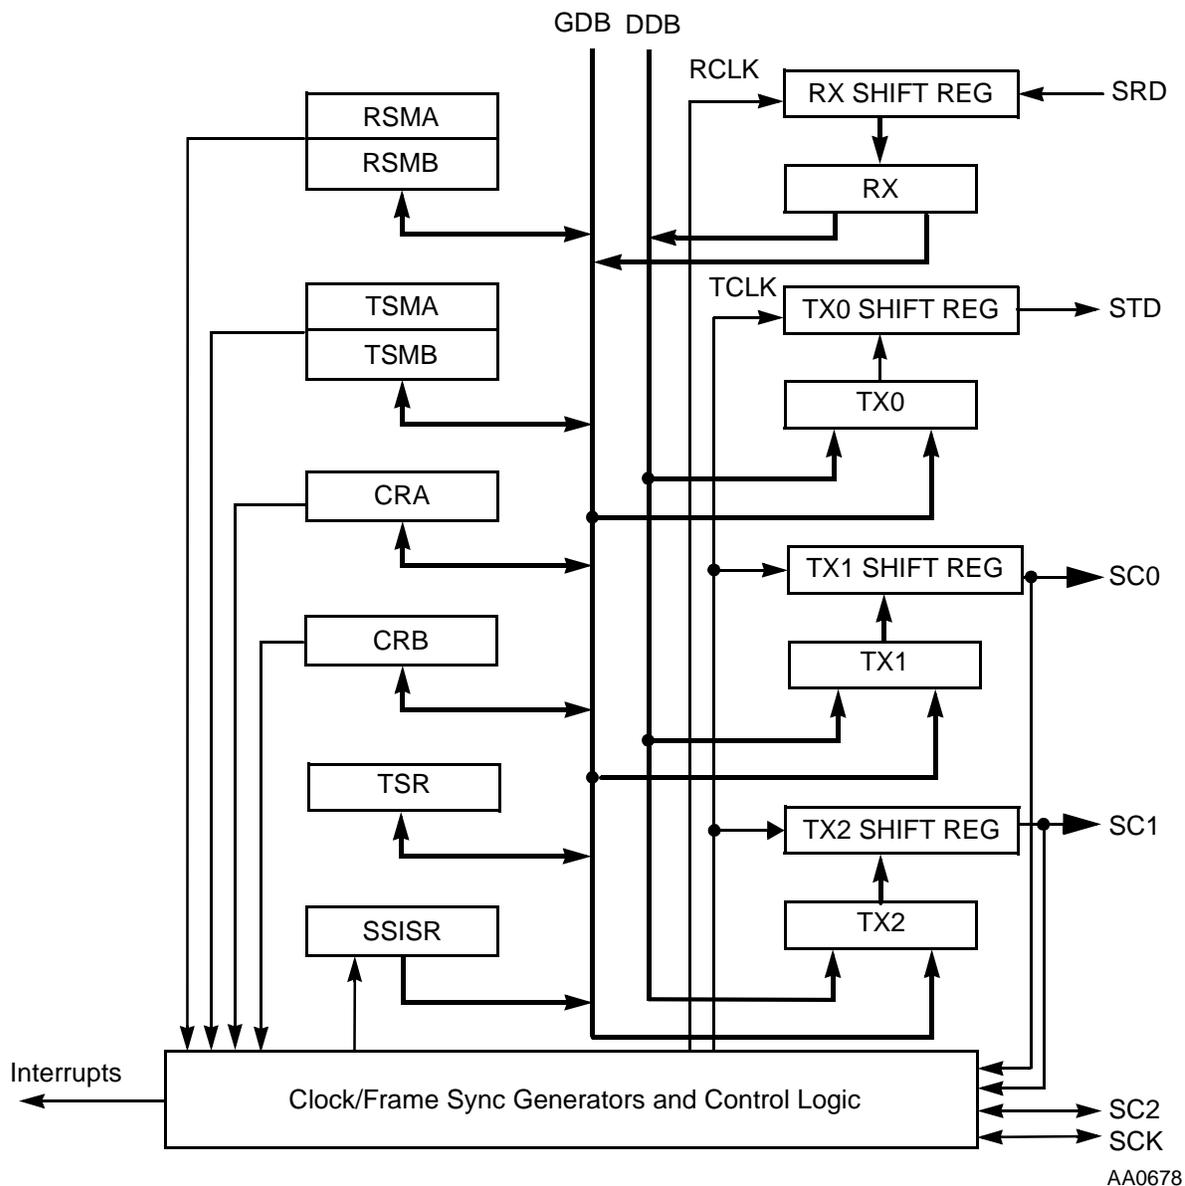 GDB DDB
RCLK
RX SHIFT REG
SRD
RSMA
RSMB
RX
TCLK
TSMA
TX0 SHIFT REG
STD
TSMB
TX0
CRA
TX1 SHIFT REG
SC0
CRB
TX1
TSR
TX2 SHIFT REG
SC1
SSISR
TX2
Interrupts
Clock/Frame Sync Generators and Control Logic
SC2
SCK
AA0678